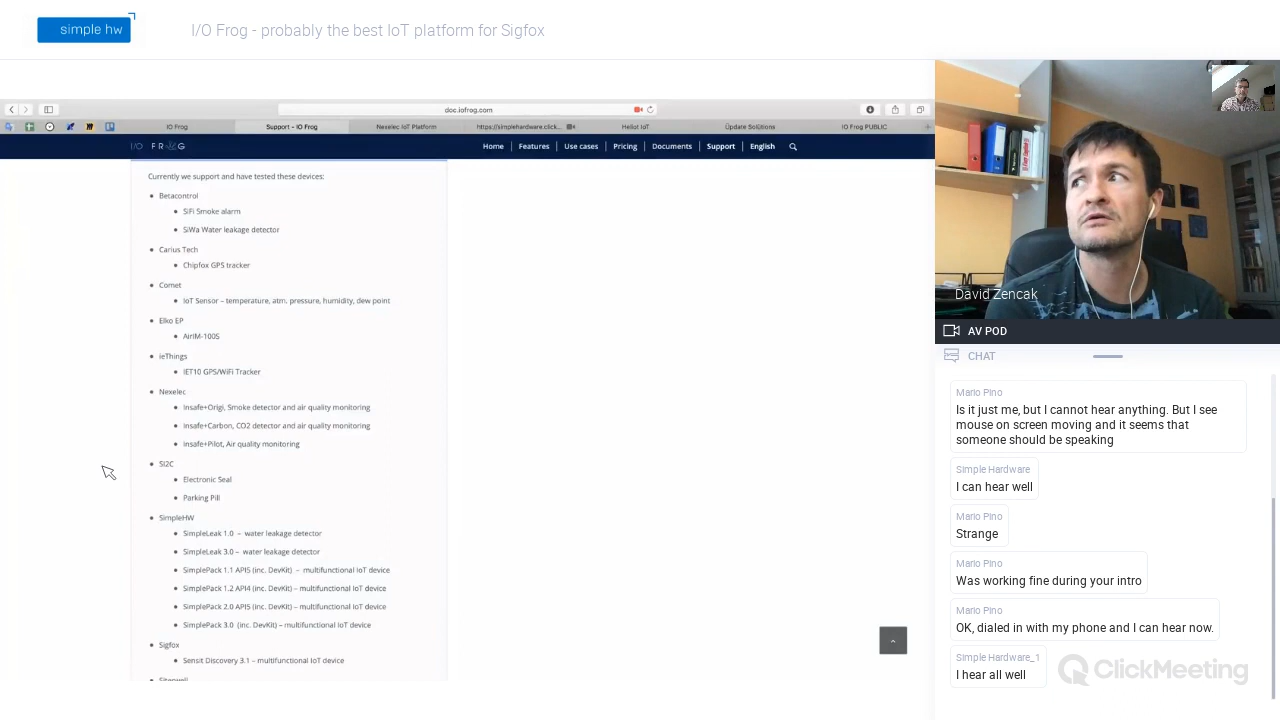 simple hw
I/O Frog - probably the best IoT platform for Sigfox
doc.iofrog.com
IO Frog
Support – IO Frog
Nexelec IoT Platform
https://simplehardware.click...
Heliot IoT
Update Solutions
IO Frog PUBLIC
I/O FROG
Home
Features
Use cases
Pricing
Documents
Support
English
Currently we support and have tested these devices:
Betacontrol
SiFi Smoke alarm
SiWa Water leakage detector
Carius Tech
Chipfox GPS tracker
Comet
IoT Sensor – temperature, atm. pressure, humidity, dew point
Elko EP
AirIM-100S
ieThings
IET10 GPS/WiFi Tracker
Nexelec
Insafe+Origi, Smoke detector and air quality monitoring
Insafe+Carbon, CO2 detector and air quality monitoring
Insafe+Pilot, Air quality monitoring
SI2C
Electronic Seal
Parking Pill
SimpleHW
SimpleLeak 1.0 – water leakage detector
SimpleLeak 3.0 – water leakage detector
SimplePack 1.1 API5 (inc. DevKit) – multifunctional IoT device
SimplePack 1.2 API4 (inc. DevKit) – multifunctional IoT device
SimplePack 2.0 API5 (inc. DevKit) – multifunctional IoT device
SimplePack 3.0 (inc. DevKit) – multifunctional IoT device
Sigfox
Sensit Discovery 3.1 – multifunctional IoT device
David Zencak
AV POD
CHAT
Mario Pino
Is it just me, but I cannot hear anything. But I see
mouse on screen moving and it seems that
someone should be speaking
Simple Hardware
I can hear well
Mario Pino
Strange
Mario Pino
Was working fine during your intro
Mario Pino
OK, dialed in with my phone and I can hear now.
Simple Hardware_1
I hear all well
ClickMeeting